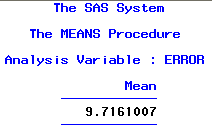 The SAS System
The MEANS Procedure
Analysis Variable : ERROR
Mean
9.7161007